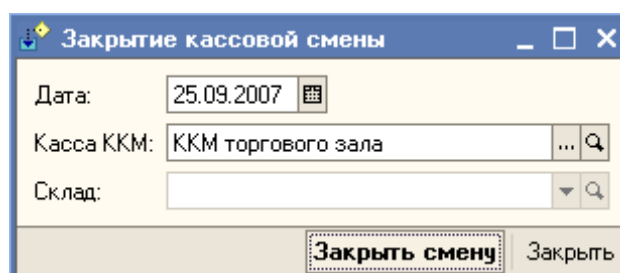 Закрытие кассовой смены
Дата: 25.09.2007
Касса ККМ: ККМ торгового зала ...
Склад:
Закрыть смену Закрыть